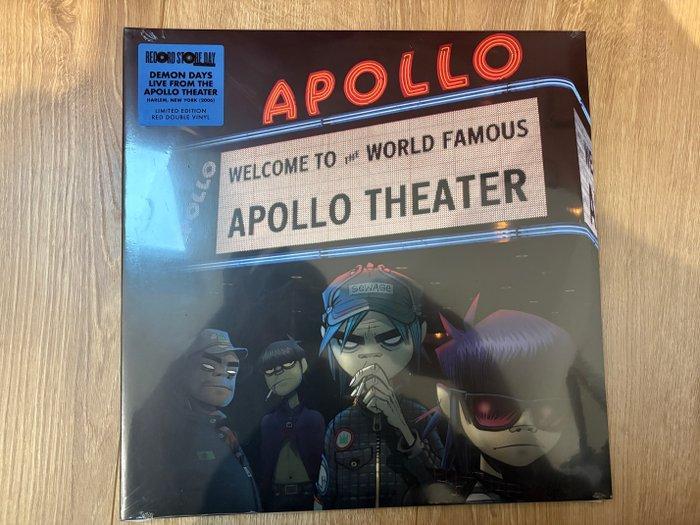 RECORD STORE DAY
DEMON DAYS
LIVE FROM THE
APOLLO THEATER
HARLEM, NEW YORK (2006)
LIMITED EDITION
RED DOUBLE VINYL
APOLLO
APOLLO
WELCOME TO THE WORLD FAMOUS
APOLLO THEATER
SEWAGE